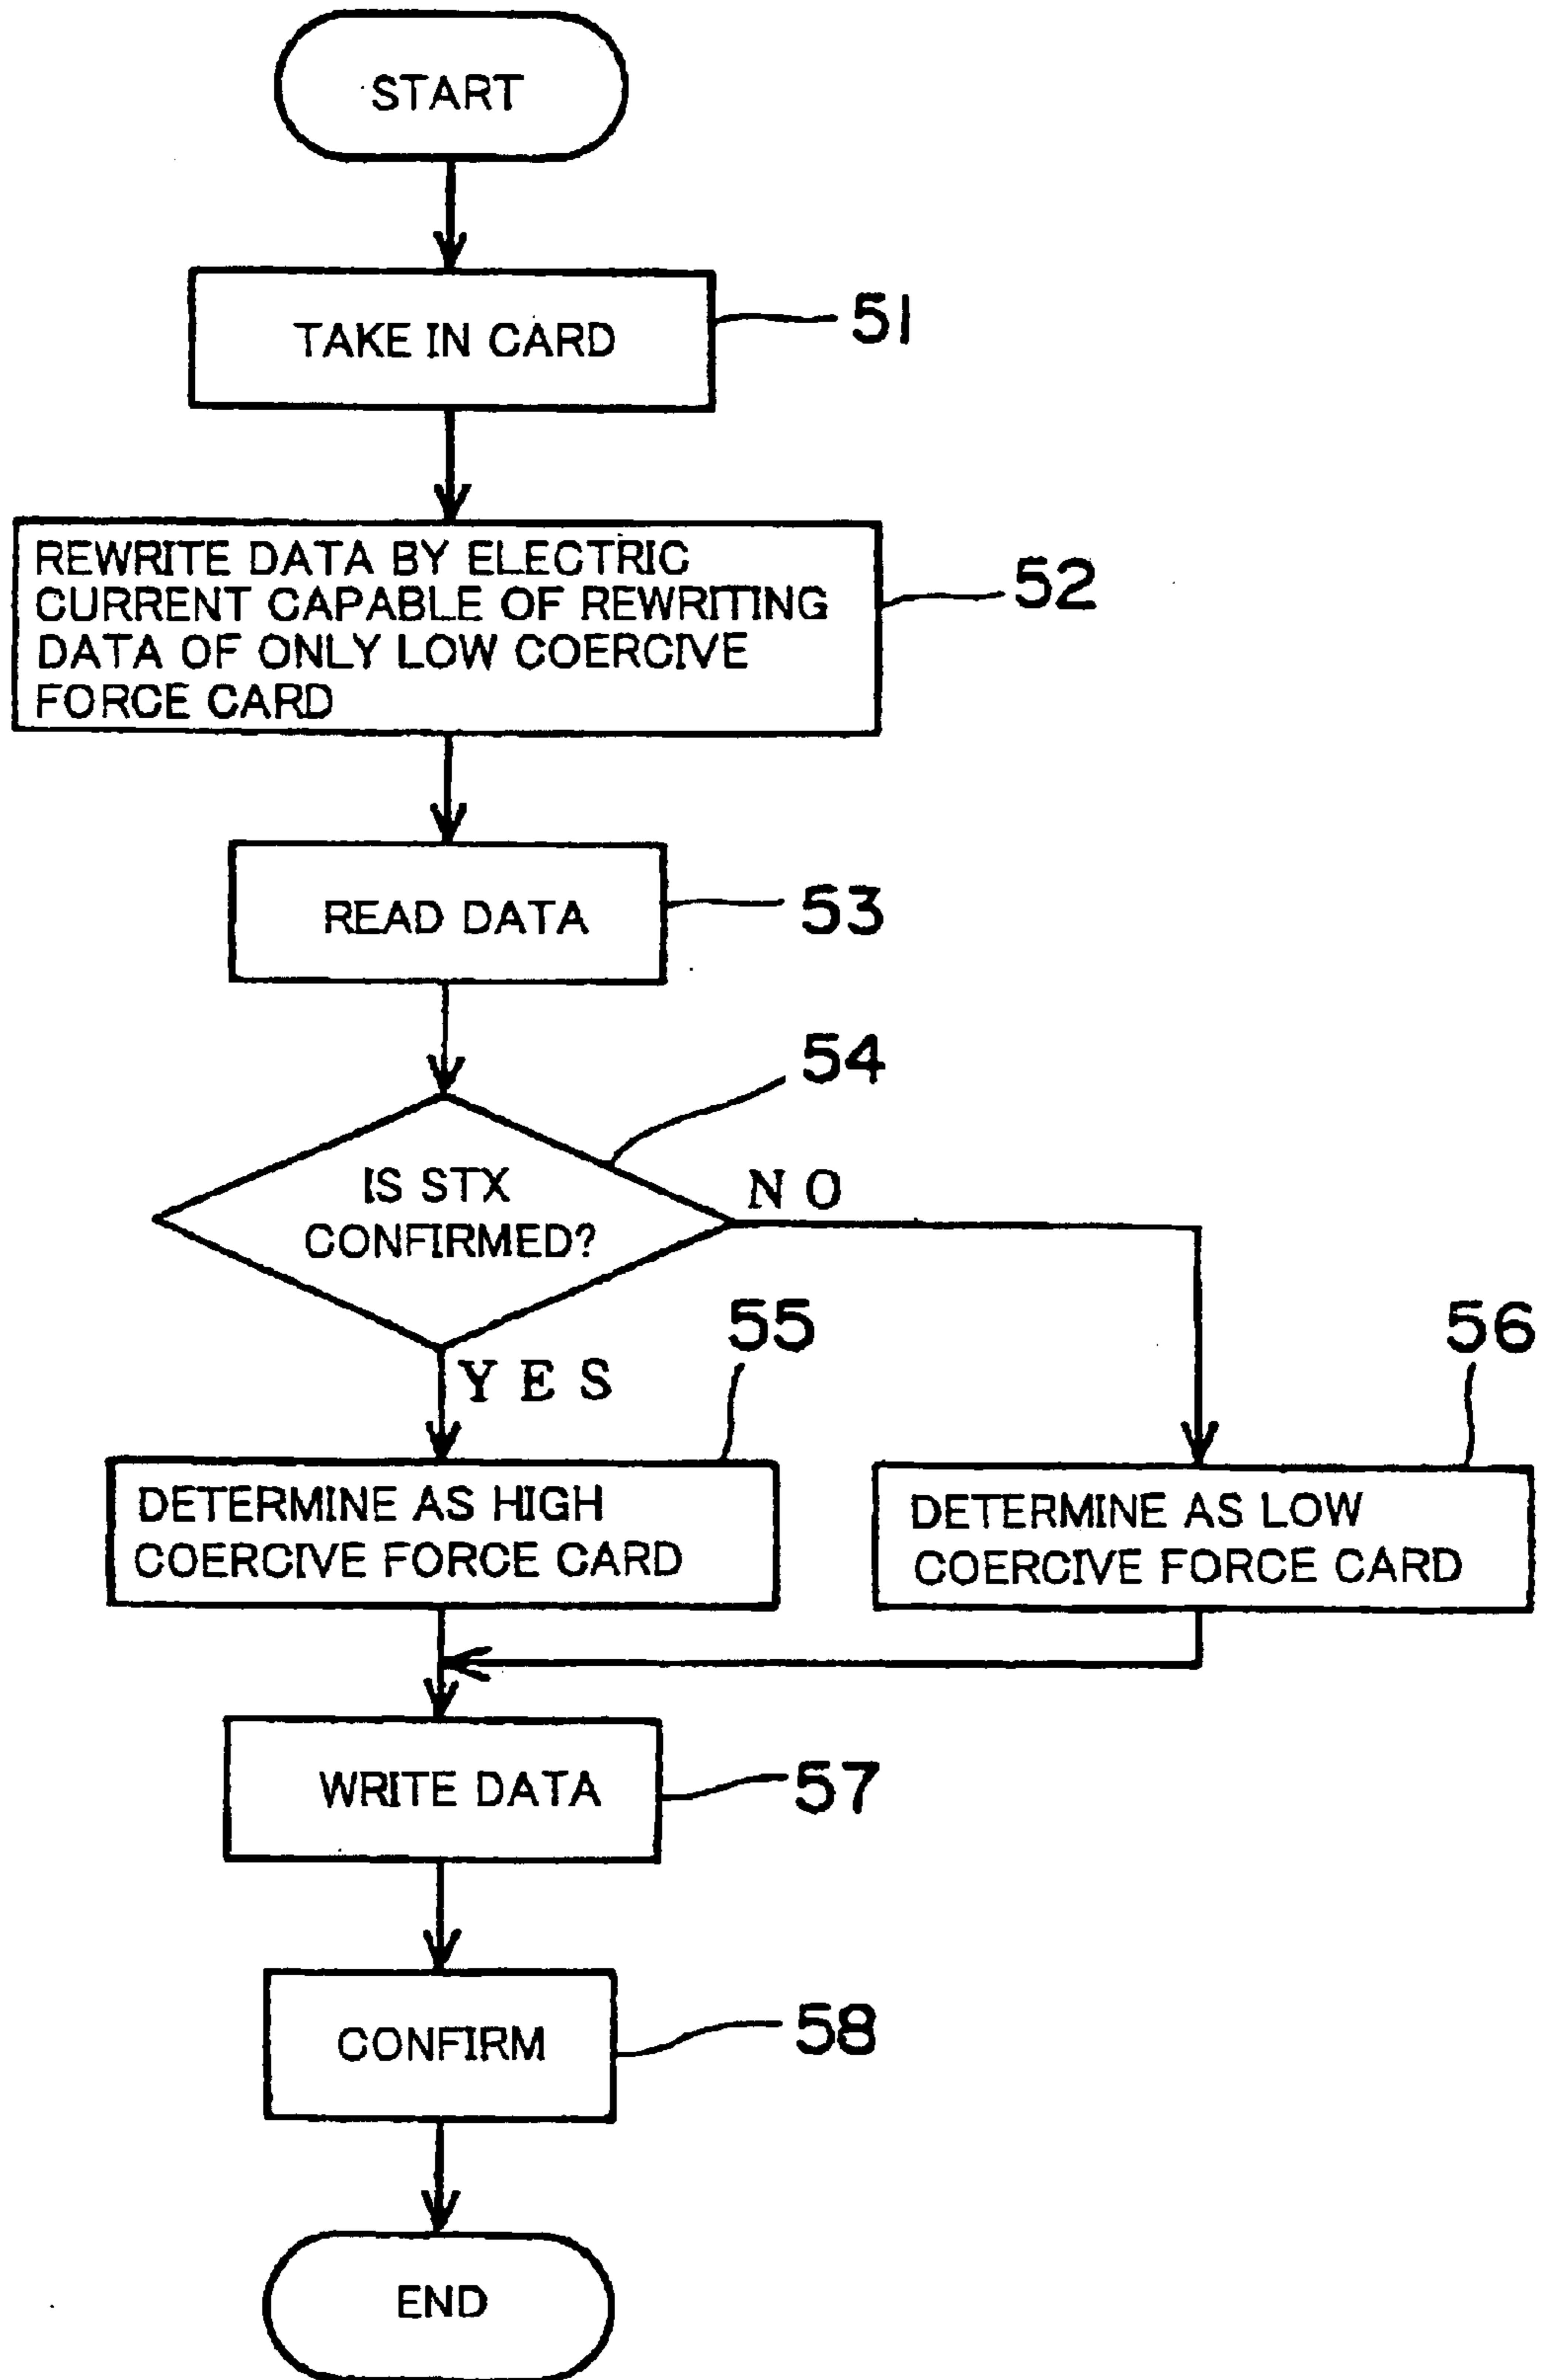 START
TAKE IN CARD
51
REWRITE DATA BY ELECTRIC
CURRENT CAPABLE OF REWRITING
DATA OF ONLY LOW COERCIVE
FORCE CARD
52
READ DATA
53
54
IS STX
CONFIRMED?
NO
YES
55
56
DETERMINE AS HIGH
COERCIVE FORCE CARD
DETERMINE AS LOW
COERCIVE FORCE CARD
WRITE DATA
57
CONFIRM
58
END